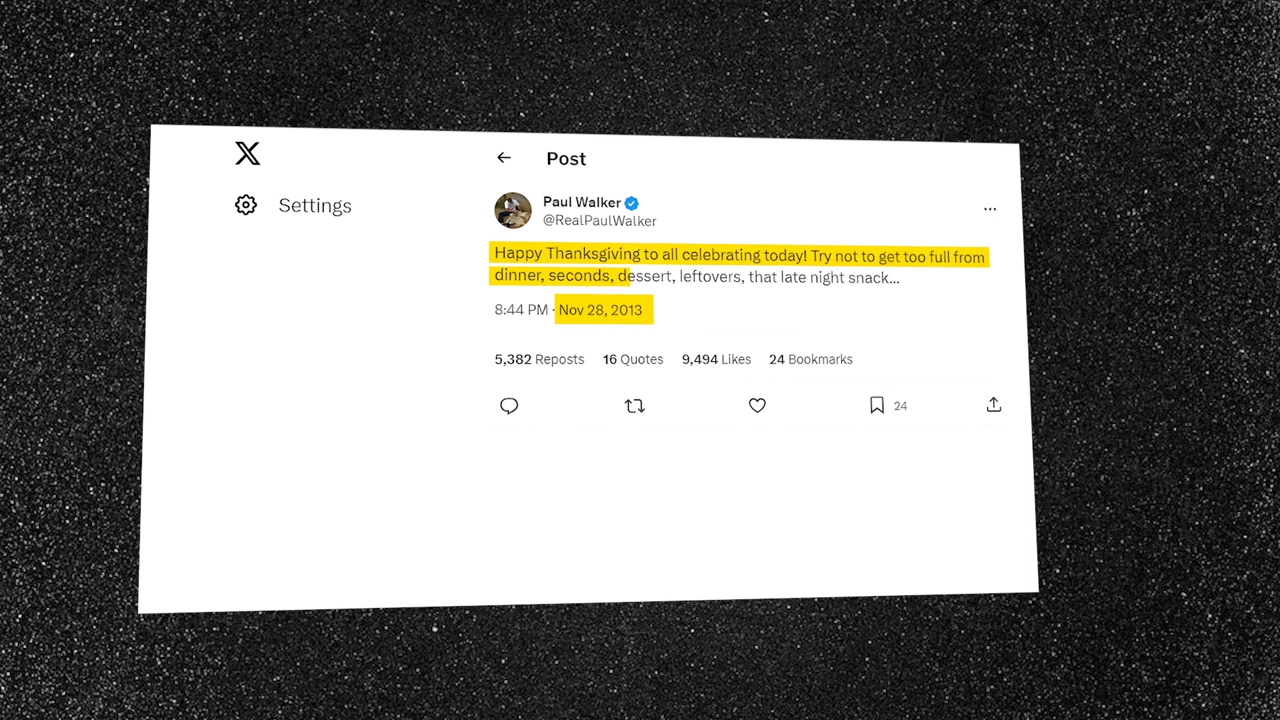 Post
Settings
Paul Walker
@RealPaulWalker
Happy Thanksgiving to all celebrating today! Try not to get too full from
dinner, seconds, dessert, leftovers, that late night snack...
8:44 PM · Nov 28, 2013
5,382 Reposts 16 Quotes 9,494 Likes 24 Bookmarks
24